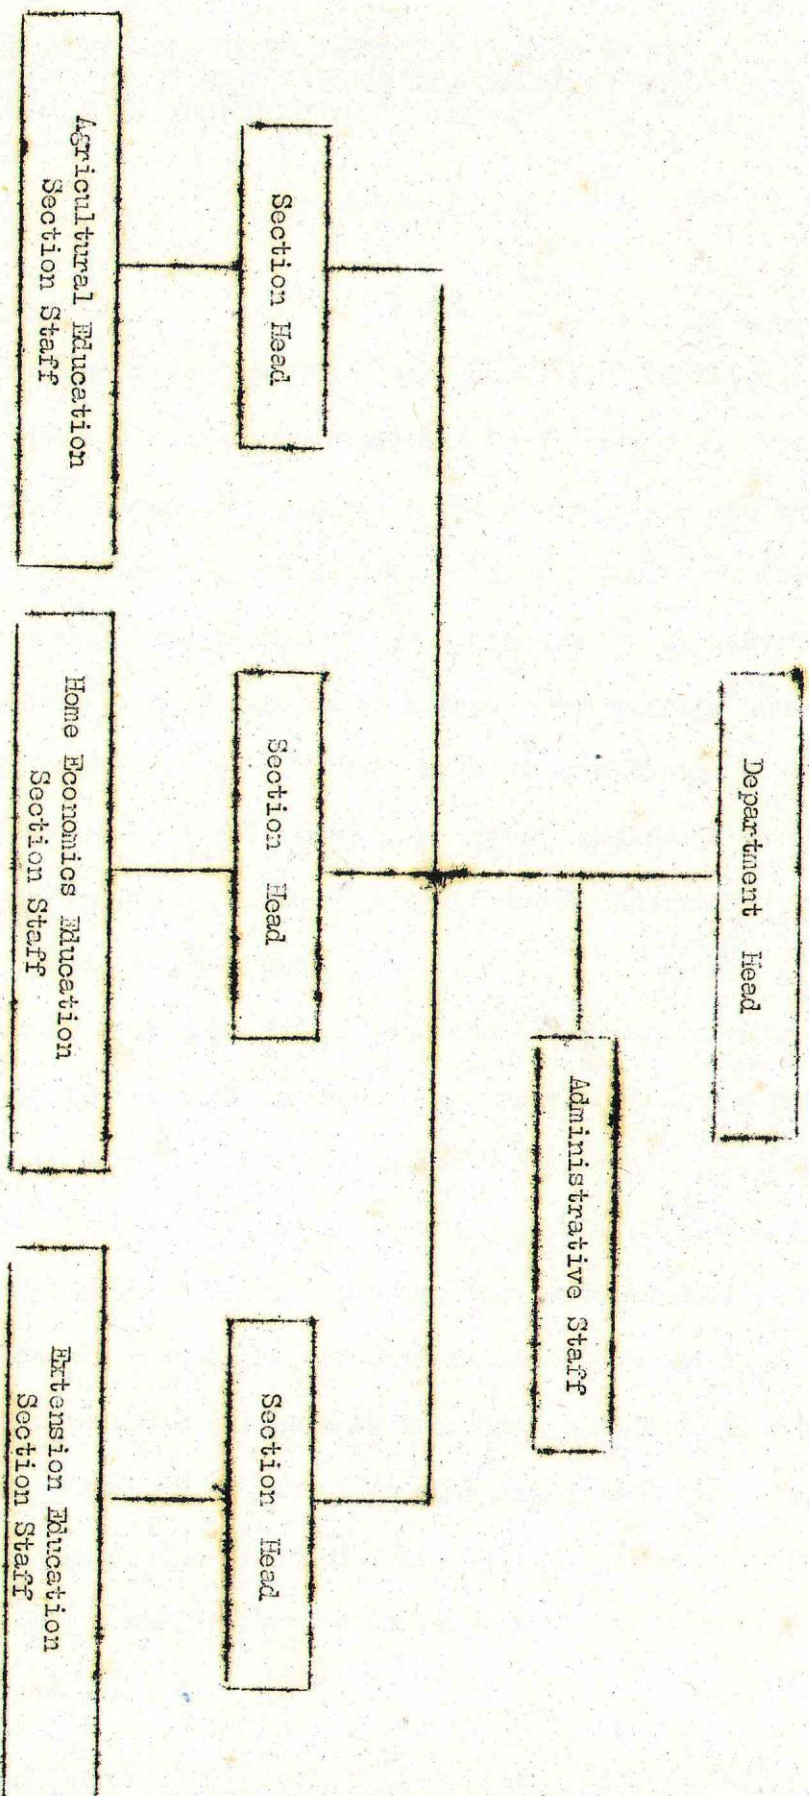 Department Head
Administrative Staff
Section Head
Section Head
Section Head
Agricultural Education
Section Staff
Home Economics Education
Section Staff
Extension Education
Section Staff